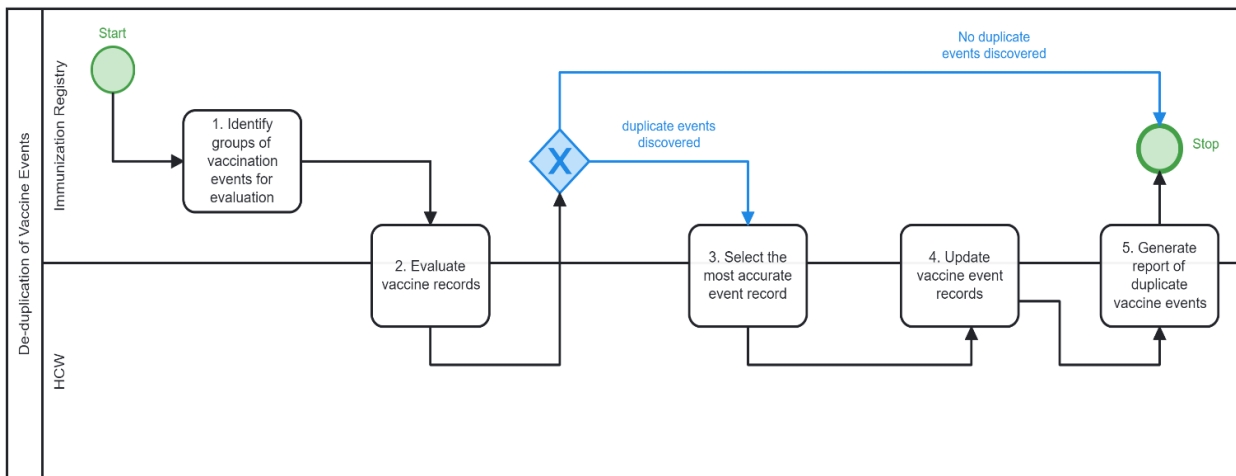 De-duplication of Vaccine Events
Immunization Registry
HCW
Start
1. Identify
groups of
vaccination
events for
evaluation
2. Evaluate
vaccine records
X
No duplicate
events discovered
duplicate events
discovered
3. Select the
most accurate
event record
4. Update
vaccine event
records
5. Generate
report of
duplicate
vaccine events
Stop